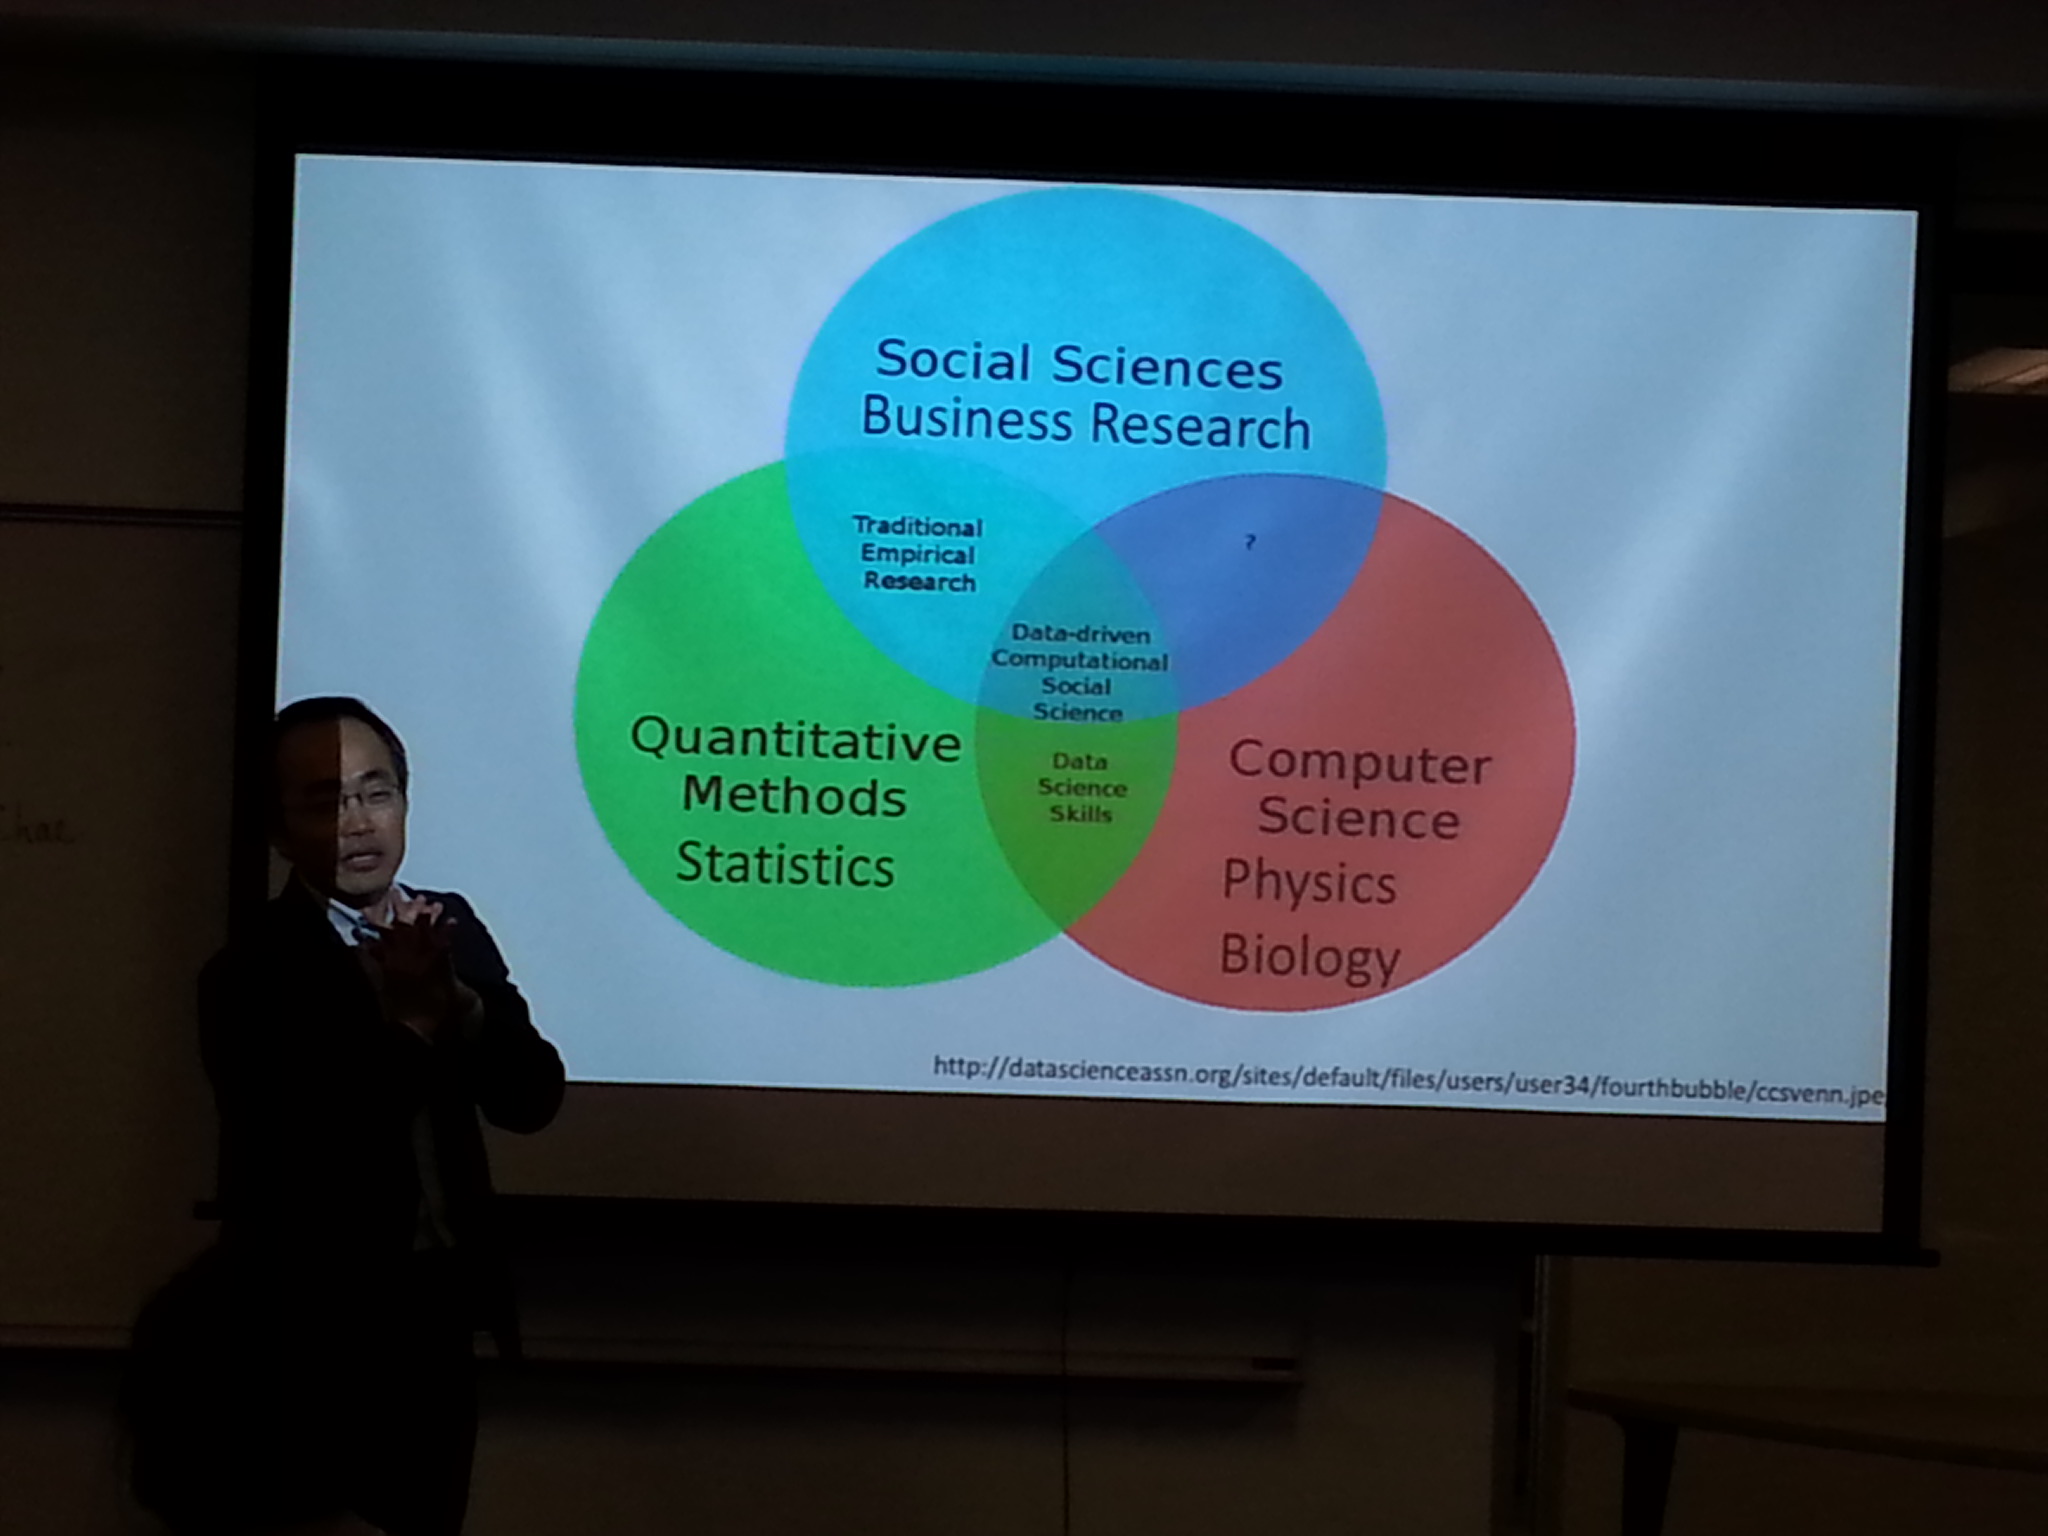 Social Sciences
Business Research
Traditional
Empirical
Research
?
Data-driven
Computational
Social
Science
Quantitative
Methods
Statistics
Data
Science
Skills
Computer
Science
Physics
Biology
http://datascienceassn.org/sites/default/files/users/user34/fourthbubble/ccsvenn.jpe